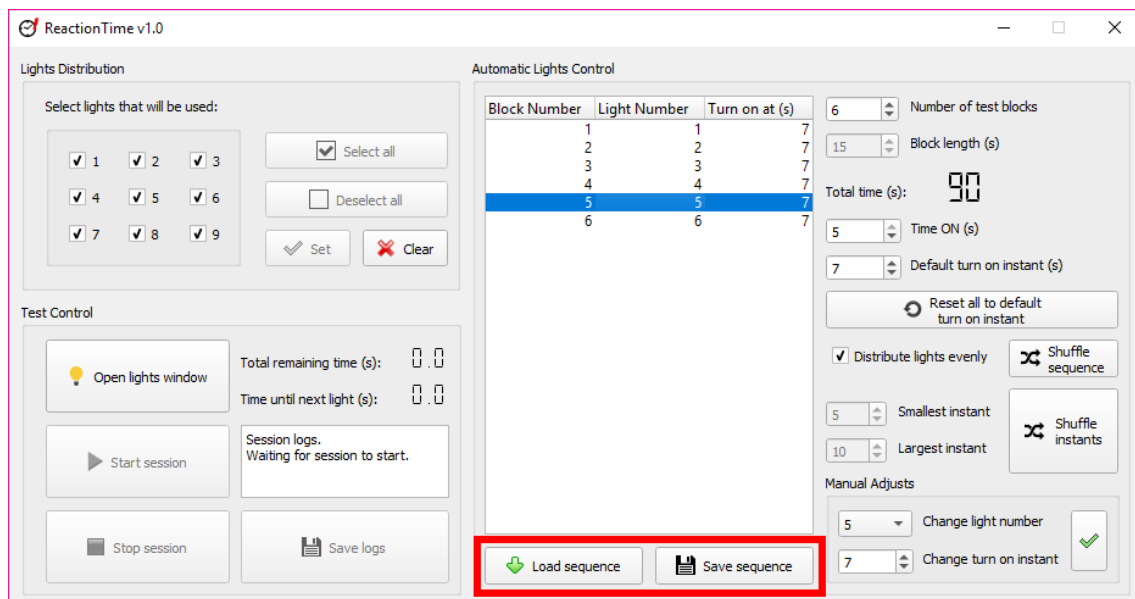 ReactionTime v1.0
Lights Distribution
Select lights that will be used:
1 2 3
4 5 6
7 8 9
Select all
Deselect all
Set
Clear
Test Control
Open lights window
Total remaining time (s): 0.0
Time until next light (s): 0.0
Start session
Session logs.
Waiting for session to start.
Stop session
Save logs
Automatic Lights Control
Block Number Light Number Turn on at (s)
1 1 7
2 2 7
3 3 7
4 4 7
5 5 7
6 6 7
Load sequence
Save sequence
6 Number of test blocks
15 Block length (s)
Total time (s): 90
5 Time ON (s)
7 Default turn on instant (s)
Reset all to default
turn on instant
Distribute lights evenly
Shuffle
sequence
5 Smallest instant
10 Largest instant
Shuffle
instants
Manual Adjusts
5 Change light number
7 Change turn on instant